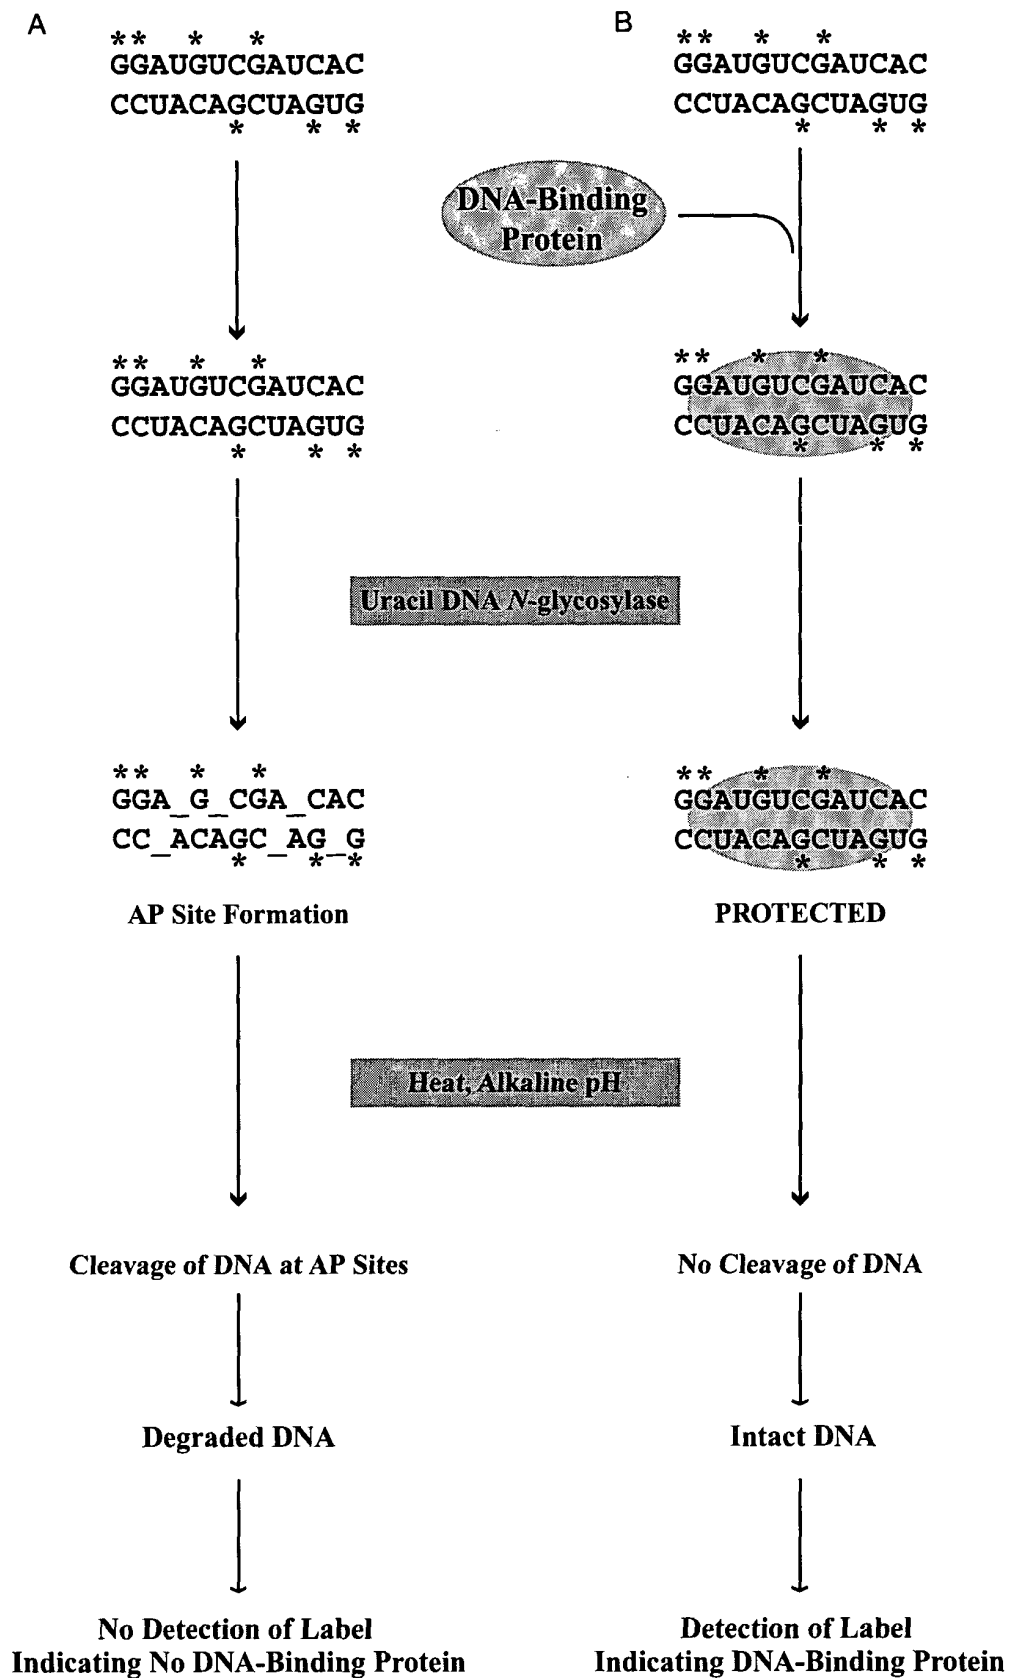 A
** * *
GGAUGUCGAUCAC
CCUACAGCUAGUG
* * *
GGAUGUCGAUCAC
CCUACAGCUAGUG
* * *
** * *
GGA_G_CGA_CAC
CC_ACAGC_AG_G
* * *
AP Site Formation
Cleavage of DNA at AP Sites
Degraded DNA
No Detection of Label
Indicating No DNA-Binding Protein
Uracil DNA N-glycosylase
Heat, Alkaline pH
B
** * *
GGAUGUCGAUCAC
CCUACAGCUAGUG
* * *
DNA-Binding
Protein
** * *
GGAUGUCGAUCAC
CCUACAGCUAGUG
* * *
** * *
GGAUGUCGAUCAC
CCUACAGCUAGUG
* * *
PROTECTED
No Cleavage of DNA
Intact DNA
Detection of Label
Indicating DNA-Binding Protein